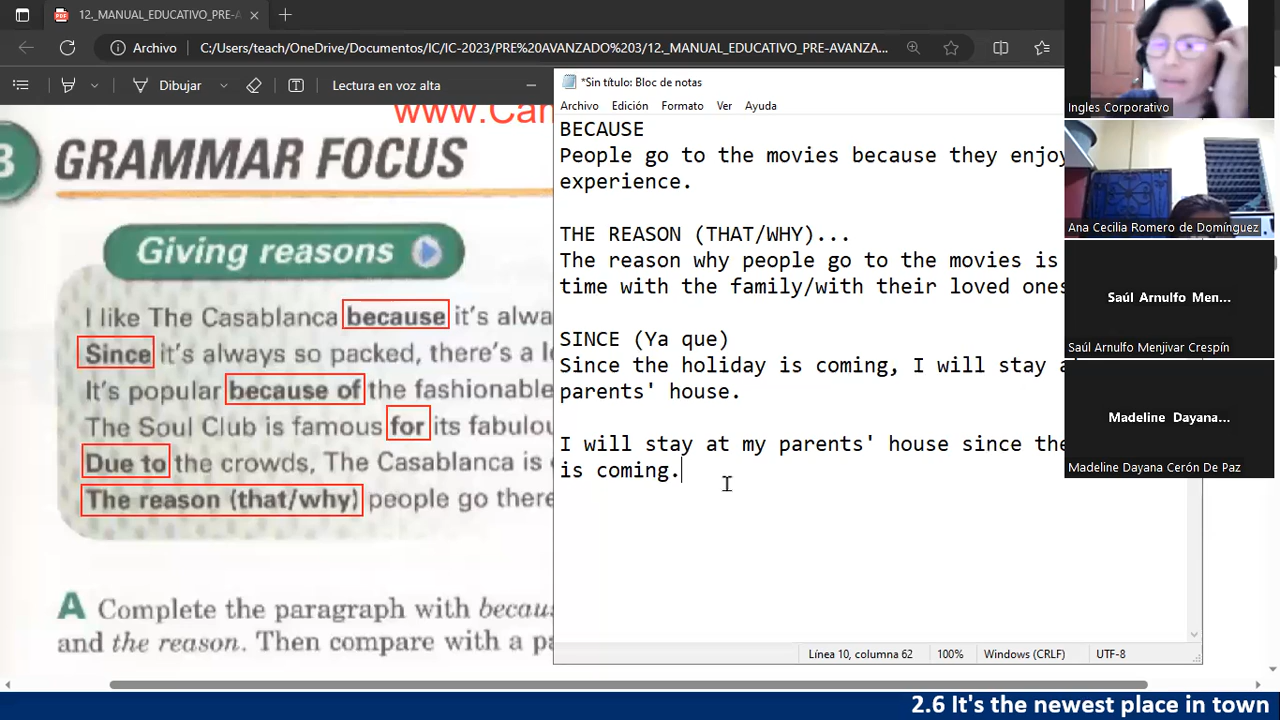 12._MANUAL_EDUCATIVO_PRE-A
Archivo
C:/Users/teach/OneDrive/Documentos/IC/IC-2023/PRE%20AVANZADO%203/12._MANUAL_EDUCATIVO_PRE-AVANZA...
Dibujar
Lectura en voz alta
www.Cam
GRAMMAR FOCUS
Giving reasons
I like The Casablanca because it's alwa
Since it's always so packed, there's a l
It's popular because of the fashionable
The Soul Club is famous for its fabulou
Due to the crowds, The Casablanca is
The reason (that/why) people go there
A Complete the paragraph with becau
and the reason. Then compare with a pa
*Sin título: Bloc de notas
Archivo Edición Formato Ver Ayuda
BECAUSE
People go to the movies because they enjoy
experience.
THE REASON (THAT/WHY)...
The reason why people go to the movies is
time with the family/with their loved ones
SINCE (Ya que)
Since the holiday is coming, I will stay a
parents' house.
I will stay at my parents' house since the
is coming.
Línea 10, columna 62 100% Windows (CRLF) UTF-8
Ingles Corporativo
Ana Cecilia Romero de Domínguez
Saúl Arnulfo Men...
Saúl Arnulfo Menjivar Crespín
Madeline Dayana...
Madeline Dayana Cerón De Paz
2.6 It's the newest place in town